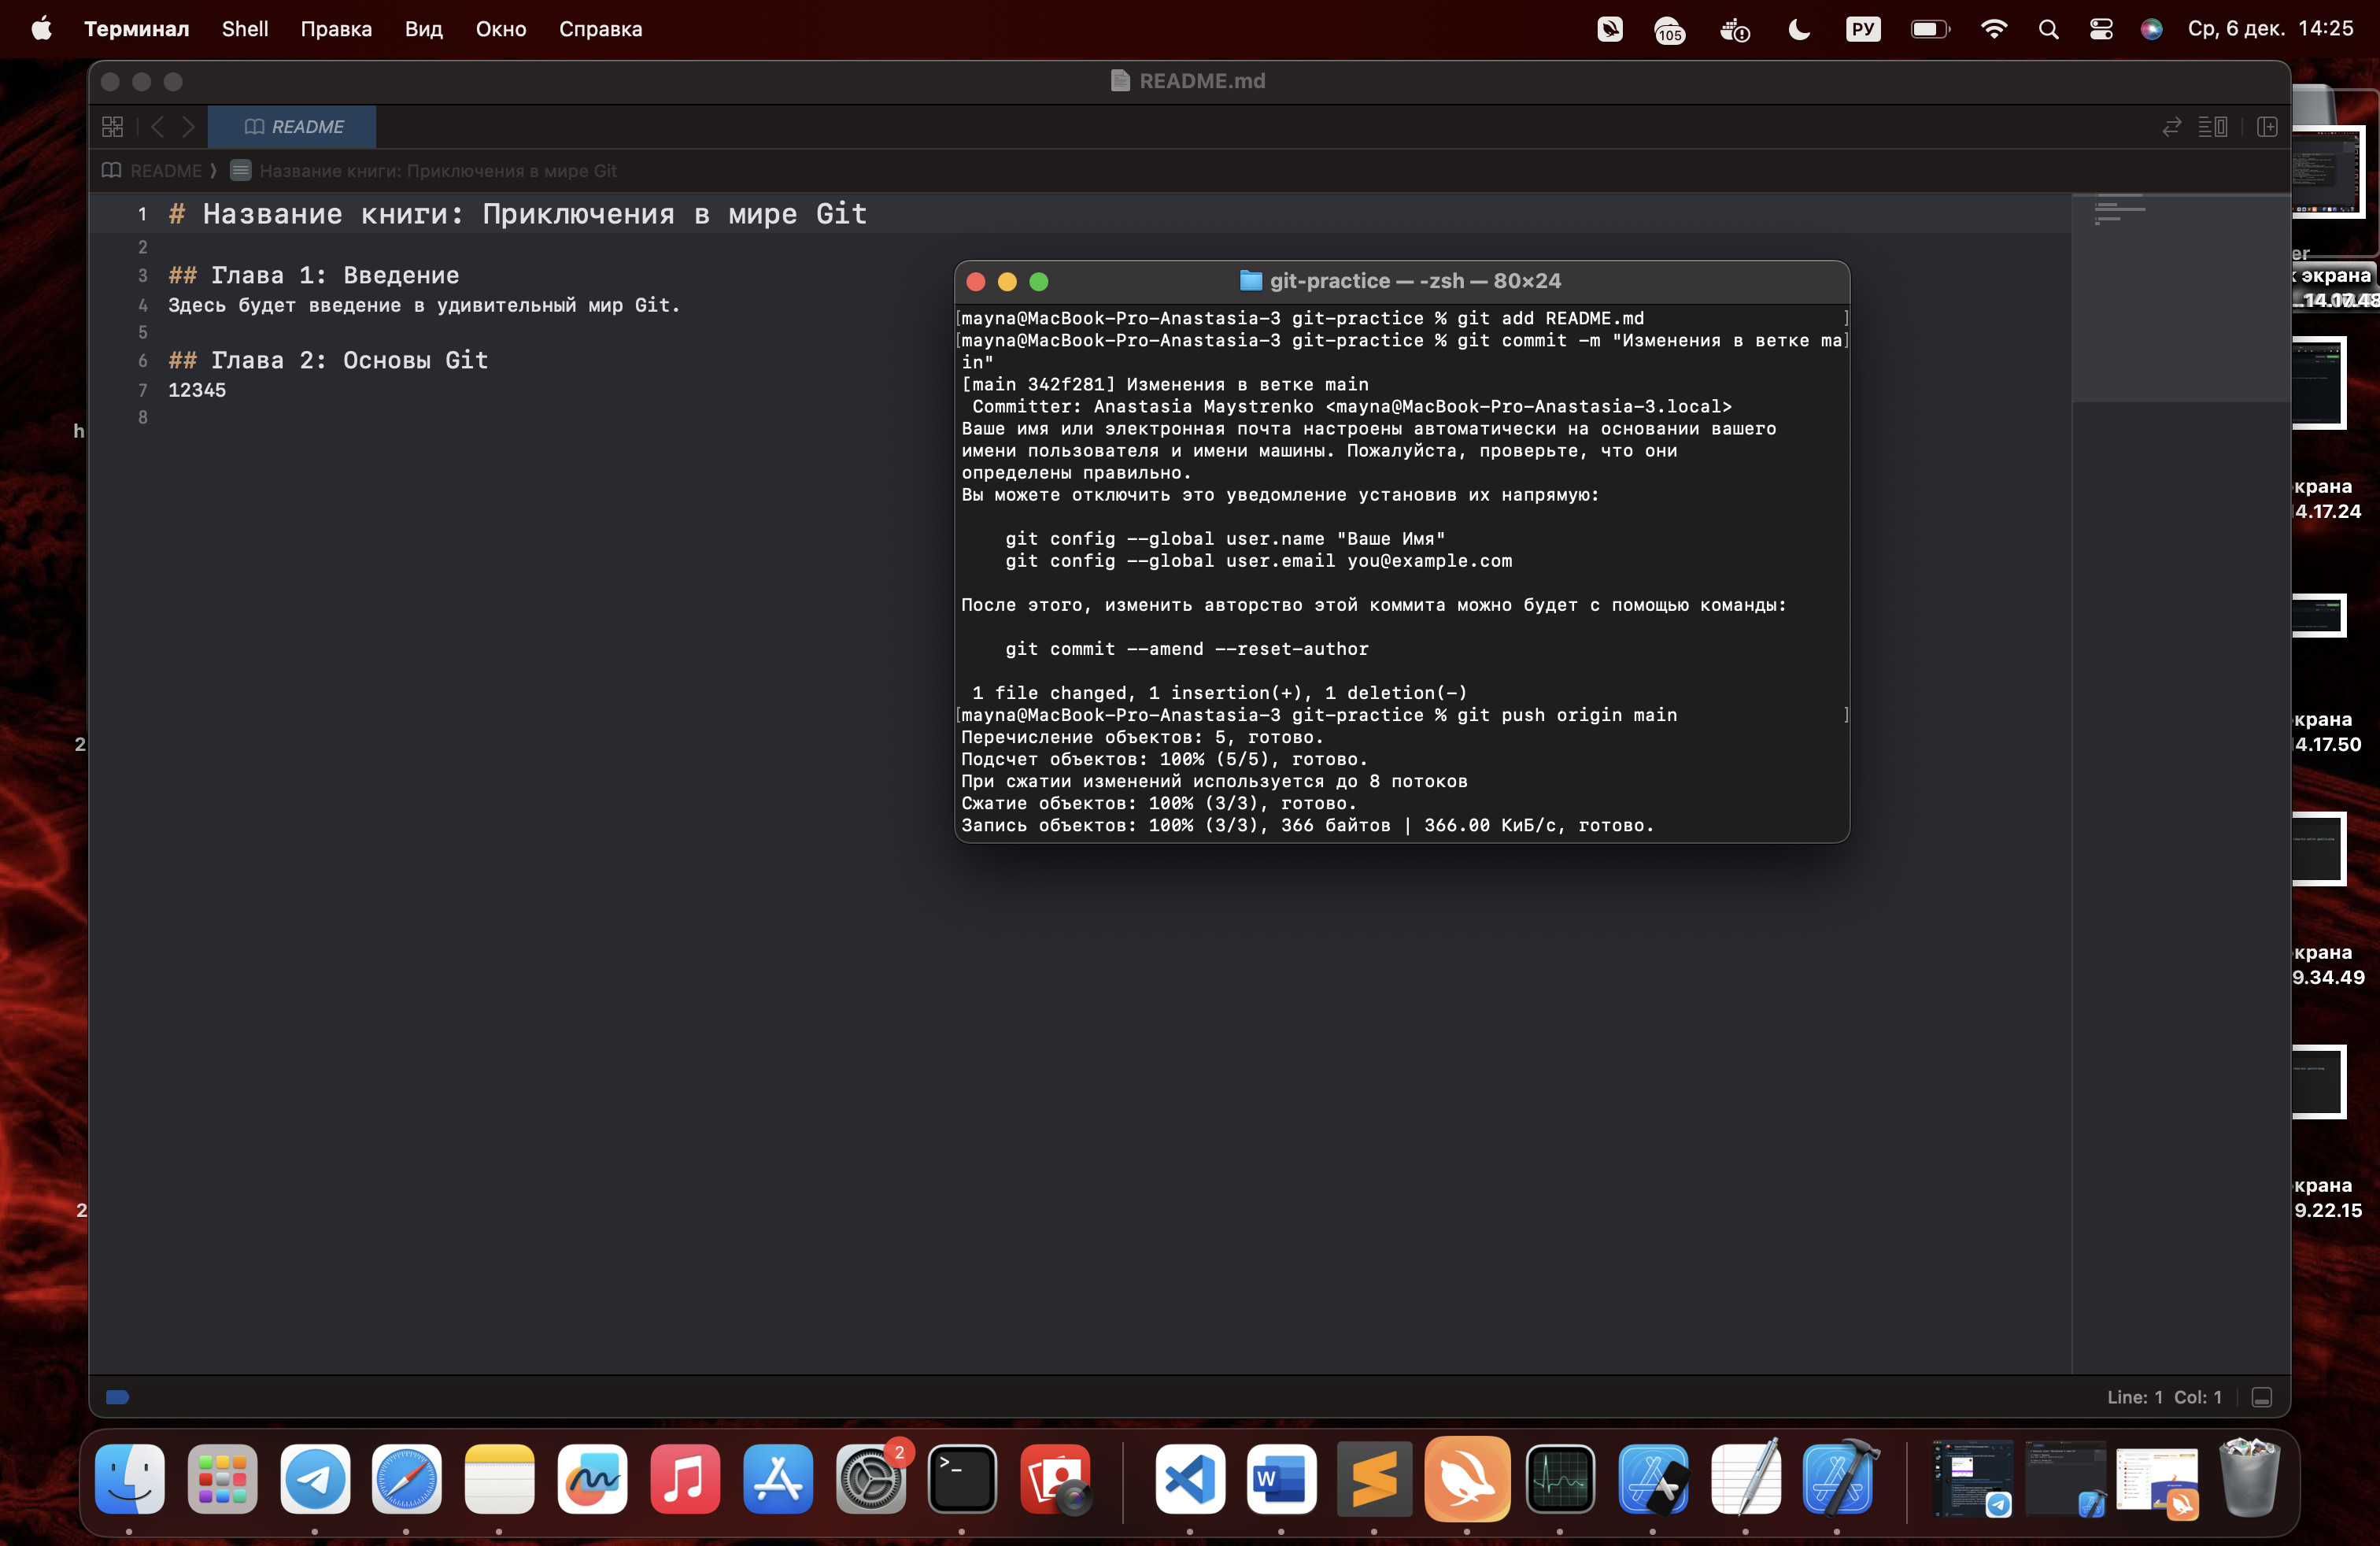 Терминал Shell Правка Вид Окно Справка 105 РУ Ср, 6 дек. 14:25
README.md
README
README Название книги: Приключения в мире Git
1 # Название книги: Приключения в мире Git
2
3 ## Глава 1: Введение
4 Здесь будет введение в удивительный мир Git.
5
6 ## Глава 2: Основы Git
7 12345
8
git-practice — -zsh — 80×24
[mayna@MacBook-Pro-Anastasia-3 git-practice % git add README.md ]
[mayna@MacBook-Pro-Anastasia-3 git-practice % git commit -m "Изменения в ветке ma]
in"
[main 342f281] Изменения в ветке main
Committer: Anastasia Maystrenko <mayna@MacBook-Pro-Anastasia-3.local>
Ваше имя или электронная почта настроены автоматически на основании вашего
имени пользователя и имени машины. Пожалуйста, проверьте, что они
определены правильно.
Вы можете отключить это уведомление установив их напрямую:
git config --global user.name "Ваше Имя"
git config --global user.email you@example.com
После этого, изменить авторство этой коммита можно будет с помощью команды:
git commit --amend --reset-author
1 file changed, 1 insertion(+), 1 deletion(-)
[mayna@MacBook-Pro-Anastasia-3 git-practice % git push origin main ]
Перечисление объектов: 5, готово.
Подсчет объектов: 100% (5/5), готово.
При сжатии изменений используется до 8 потоков
Сжатие объектов: 100% (3/3), готово.
Запись объектов: 100% (3/3), 366 байтов | 366.00 КиБ/с, готово.
er
к экрана
h
крана
4.17.24
крана
2
4.17.50
крана
9.34.49
крана
2
9.22.15
Line: 1 Col: 1
2
>_
W